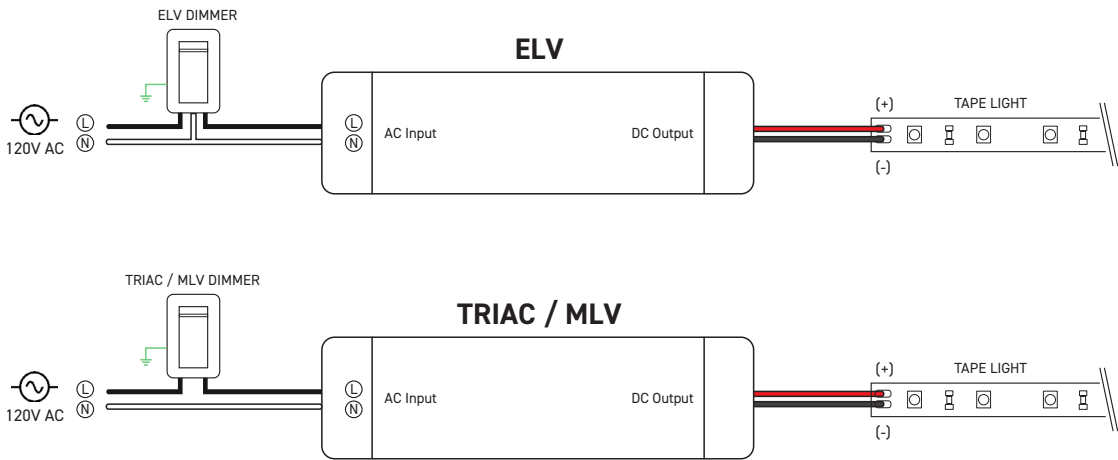 ELV DIMMER
ELV
120V AC
L
N
L
N
AC Input
DC Output
(+)
(-)
TAPE LIGHT
TRIAC / MLV DIMMER
TRIAC / MLV
120V AC
L
N
L
N
AC Input
DC Output
(+)
(-)
TAPE LIGHT